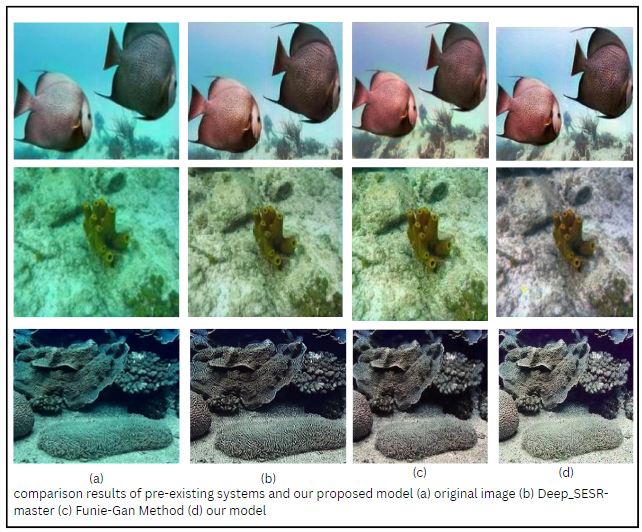 (a) (b) (c) (d)
comparison results of pre-existing systems and our proposed model (a) original image (b) Deep_SESR-
master (c) Funie-Gan Method (d) our model